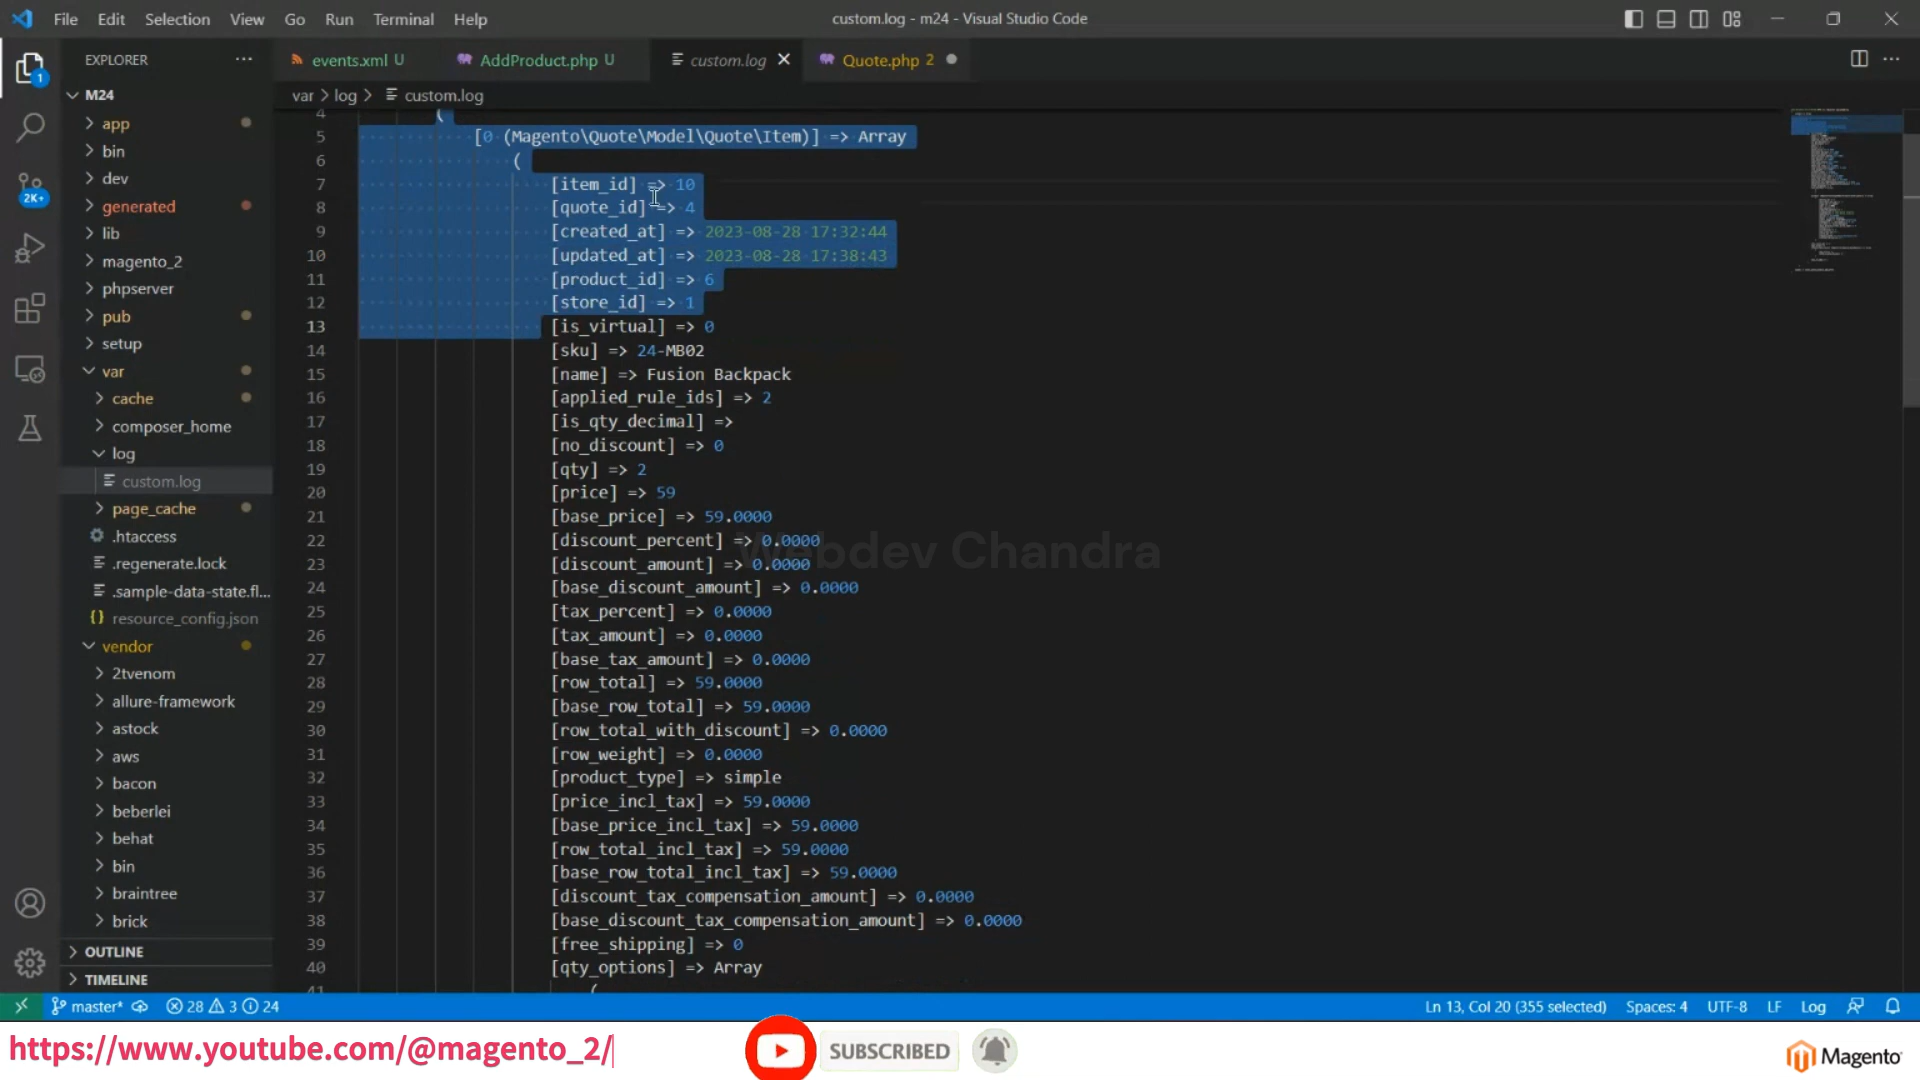 File Edit Selection View Go Run Terminal Help
custom.log - m24 - Visual Studio Code
EXPLORER ...
events.xml U
AddProduct.php U
custom.log
Quote.php 2
var > log > custom.log
M24
app
bin
dev
generated
lib
magento_2
phpserver
pub
setup
var
cache
composer_home
log
custom.log
page_cache
.htaccess
.regenerate.lock
.sample-data-state.fl...
{} resource_config.json
vendor
2tvenom
allure-framework
astock
aws
bacon
beberlei
behat
bin
braintree
brick
OUTLINE
TIMELINE
1
2K+
4 (
5 [0 (Magento\Quote\Model\Quote\Item)] => Array
6 (
7 [item_id] => 10
8 [quote_id] => 4
9 [created_at] => 2023-08-28 17:32:44
10 [updated_at] => 2023-08-28 17:38:43
11 [product_id] => 6
12 [store_id] => 1
13 [is_virtual] => 0
14 [sku] => 24-MB02
15 [name] => Fusion Backpack
16 [applied_rule_ids] => 2
17 [is_qty_decimal] =>
18 [no_discount] => 0
19 [qty] => 2
20 [price] => 59
21 [base_price] => 59.0000
22 [discount_percent] => 0.0000
23 [discount_amount] => 0.0000
24 [base_discount_amount] => 0.0000
25 [tax_percent] => 0.0000
26 [tax_amount] => 0.0000
27 [base_tax_amount] => 0.0000
28 [row_total] => 59.0000
29 [base_row_total] => 59.0000
30 [row_total_with_discount] => 0.0000
31 [row_weight] => 0.0000
32 [product_type] => simple
33 [price_incl_tax] => 59.0000
34 [base_price_incl_tax] => 59.0000
35 [row_total_incl_tax] => 59.0000
36 [base_row_total_incl_tax] => 59.0000
37 [discount_tax_compensation_amount] => 0.0000
38 [base_discount_tax_compensation_amount] => 0.0000
39 [free_shipping] => 0
40 [qty_options] => Array
41 (
Webdev Chandra
master* 28 3 24
Ln 13, Col 20 (355 selected) Spaces: 4 UTF-8 LF Log
https://www.youtube.com/@magento_2/
SUBSCRIBED
Magento